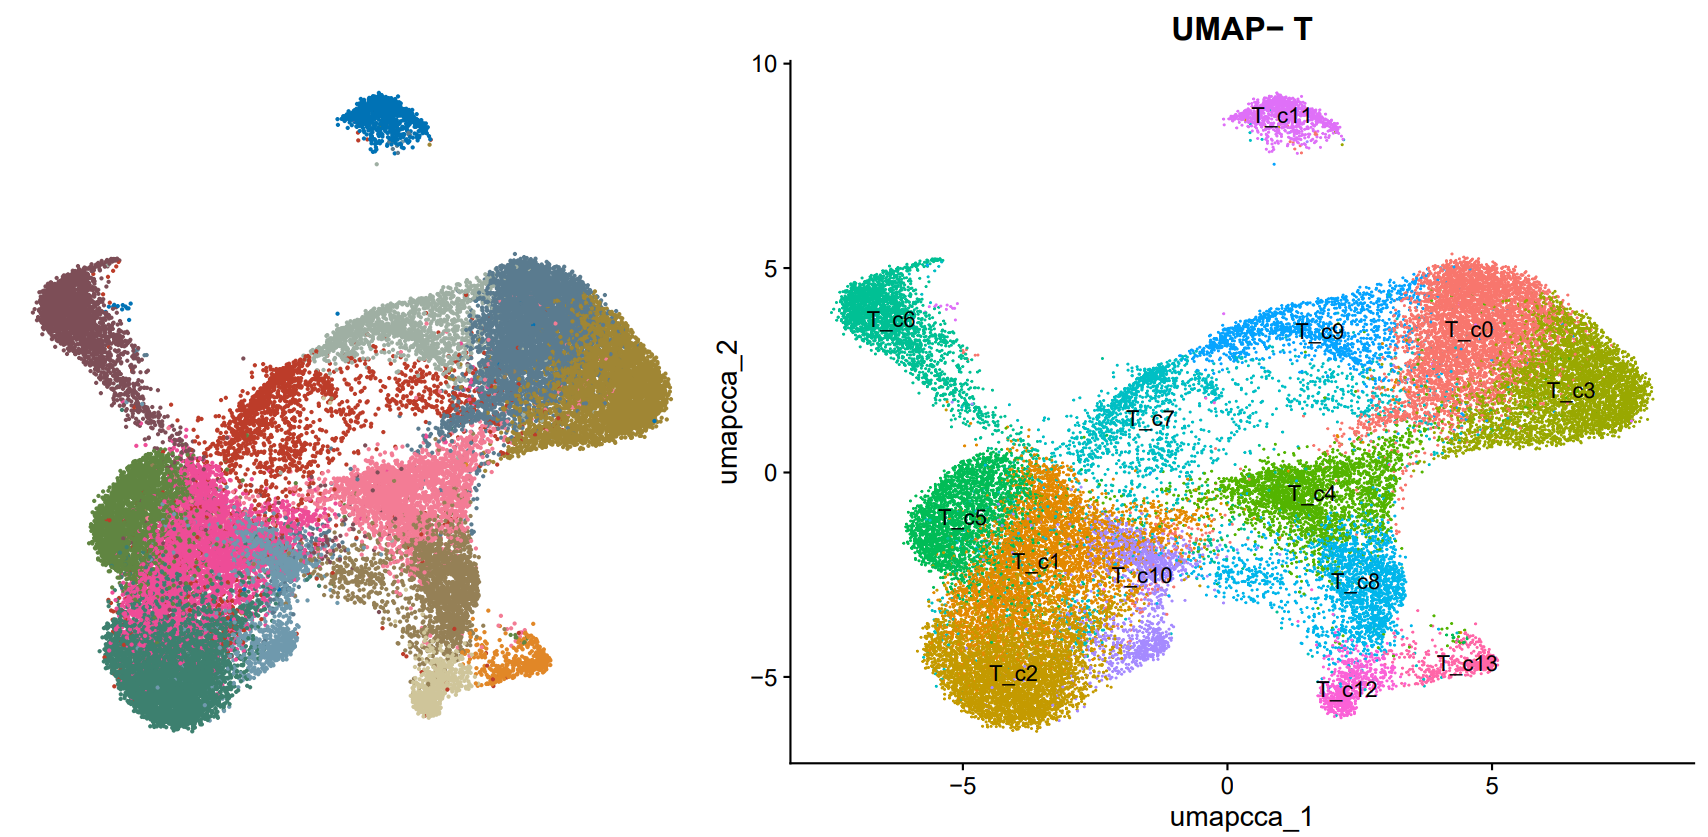 UMAP− T
10
T_c11
5
T_c6
T_c9
T_c0
T_c3
T_c7
umapcca_2
0
T_c4
T_c5
T_c1
T_c10
T_c8
T_c2
T_c13
T_c12
−5
−5
0
5
umapcca_1